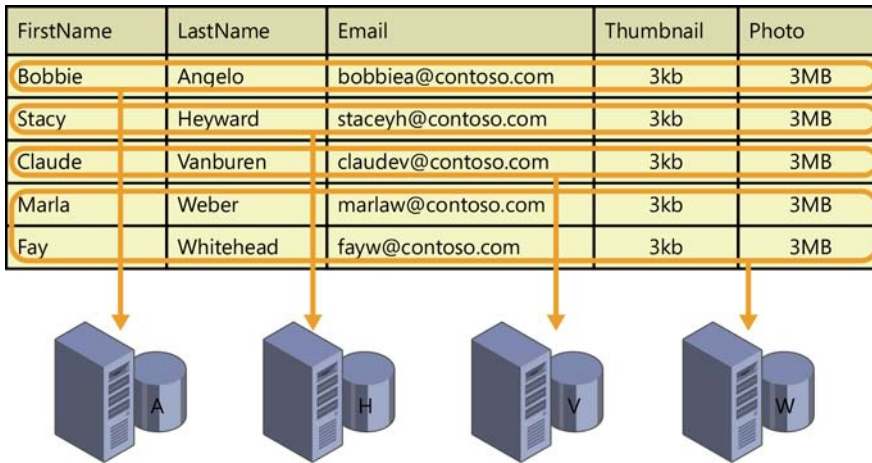 FirstName LastName Email Thumbnail Photo
Bobbie Angelo bobbiea@contoso.com 3kb 3MB
Stacy Heyward staceyh@contoso.com 3kb 3MB
Claude Vanburen claudev@contoso.com 3kb 3MB
Marla Weber marlaw@contoso.com 3kb 3MB
Fay Whitehead fayw@contoso.com 3kb 3MB
A H V W